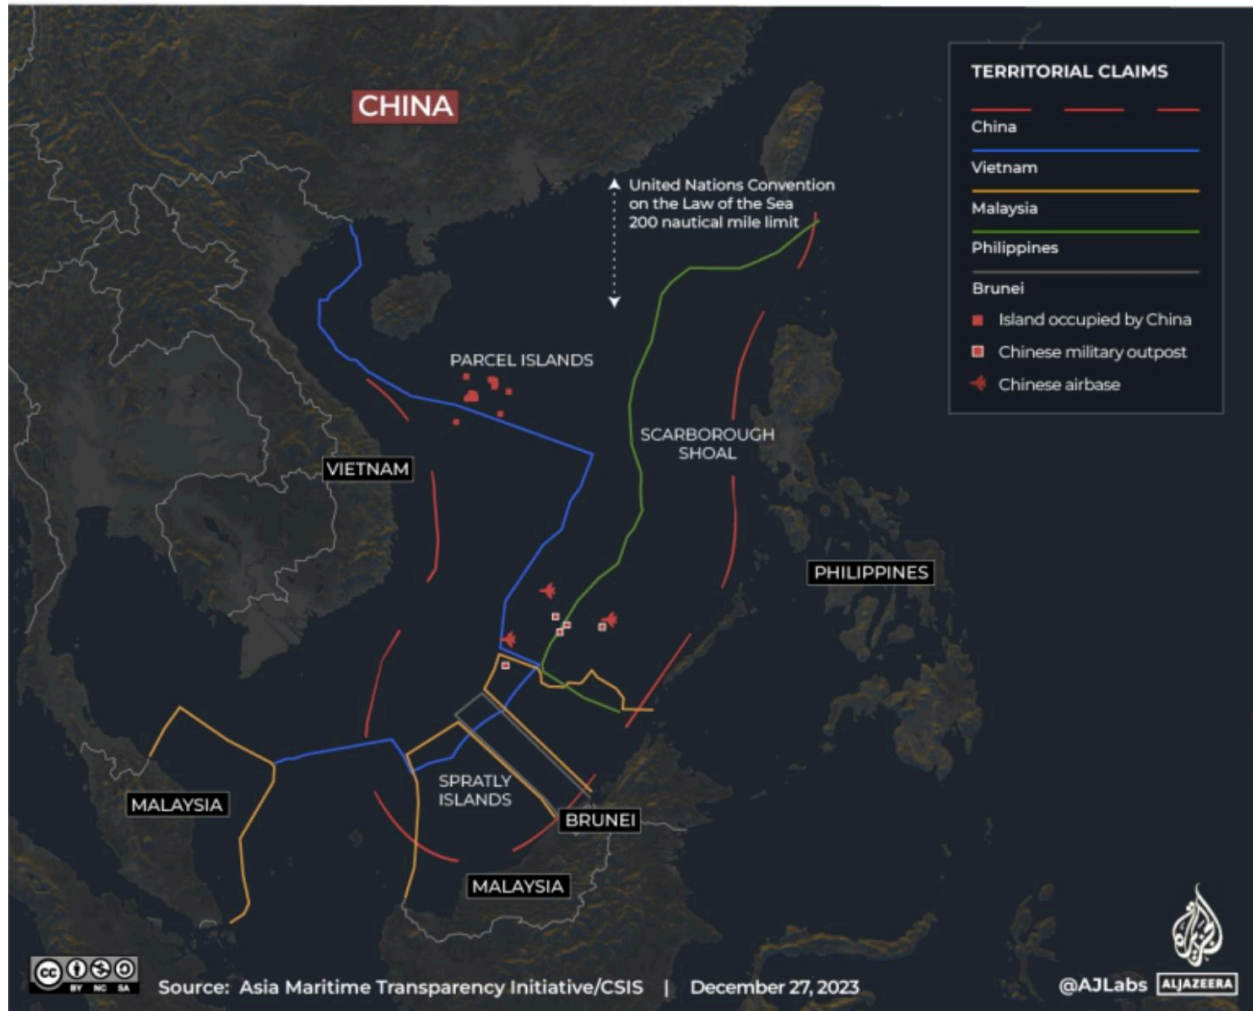 CHINA
TERRITORIAL CLAIMS
China
Vietnam
Malaysia
Philippines
Brunei
Island occupied by China
Chinese military outpost
Chinese airbase
United Nations Convention
on the Law of the Sea
200 nautical mile limit
PARCEL ISLANDS
SCARBOROUGH
SHOAL
VIETNAM
PHILIPPINES
SPRATLY
ISLANDS
MALAYSIA
BRUNEI
MALAYSIA
cc
BY NC SA
Source: Asia Maritime Transparency Initiative/CSIS | December 27, 2023
@AJLabs
ALJAZEERA